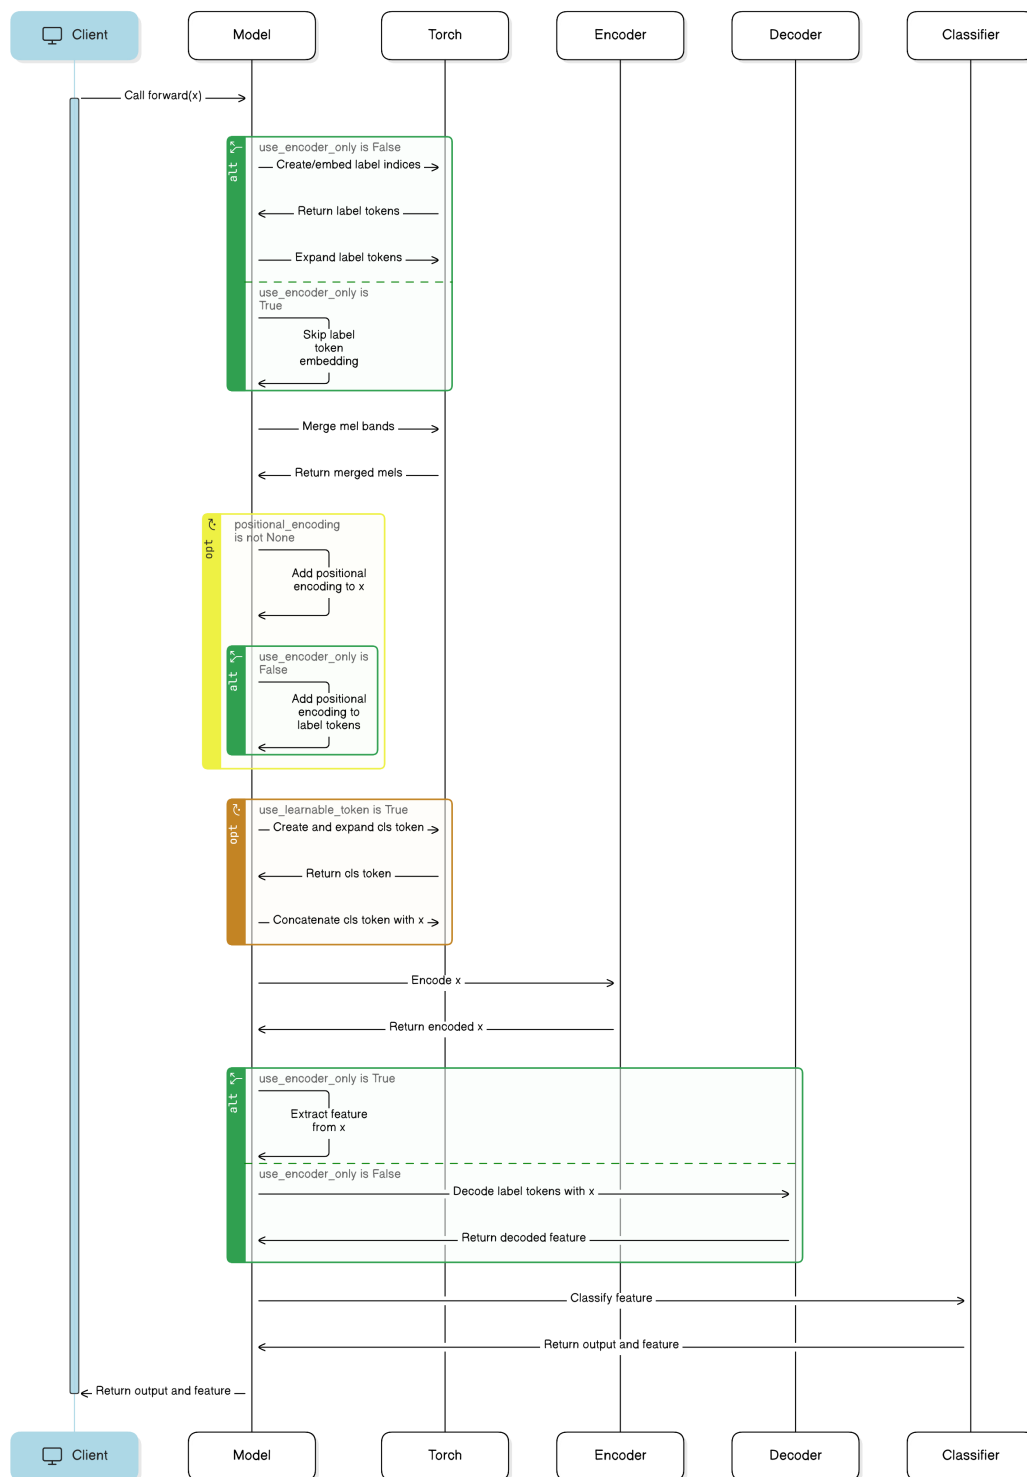 Client
Model
Torch
Encoder
Decoder
Classifier
Call forward(x)
alt
use_encoder_only is False
Create/embed label indices
Return label tokens
Expand label tokens
use_encoder_only is
True
Skip label
token
embedding
Merge mel bands
Return merged mels
opt
positional_encoding
is not None
Add positional
encoding to x
alt
use_encoder_only is
False
Add positional
encoding to
label tokens
opt
use_learnable_token is True
Create and expand cls token
Return cls token
Concatenate cls token with x
Encode x
Return encoded x
alt
use_encoder_only is True
Extract feature
from x
use_encoder_only is False
Decode label tokens with x
Return decoded feature
Classify feature
Return output and feature
Return output and feature
Client
Model
Torch
Encoder
Decoder
Classifier